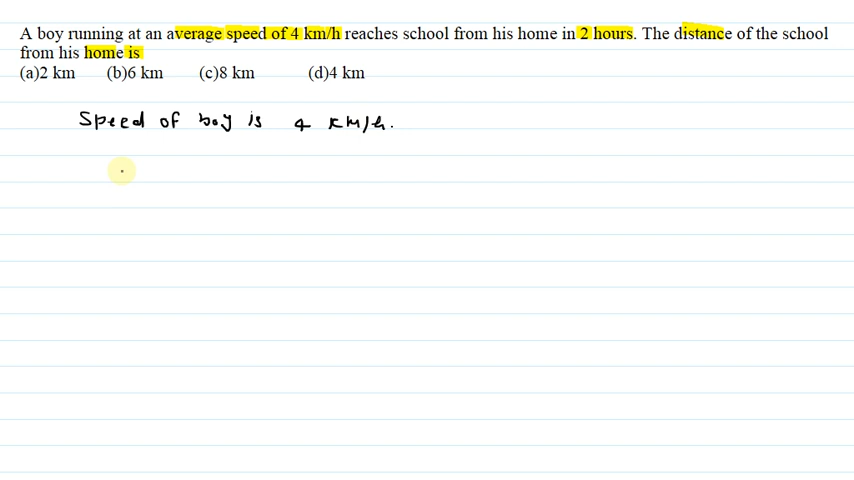 A boy running at an average speed of 4 km/h reaches school from his home in 2 hours. The distance of the school
from his home is
(a)2 km (b)6 km (c)8 km (d)4 km
Speed of boy is 4 km/h.